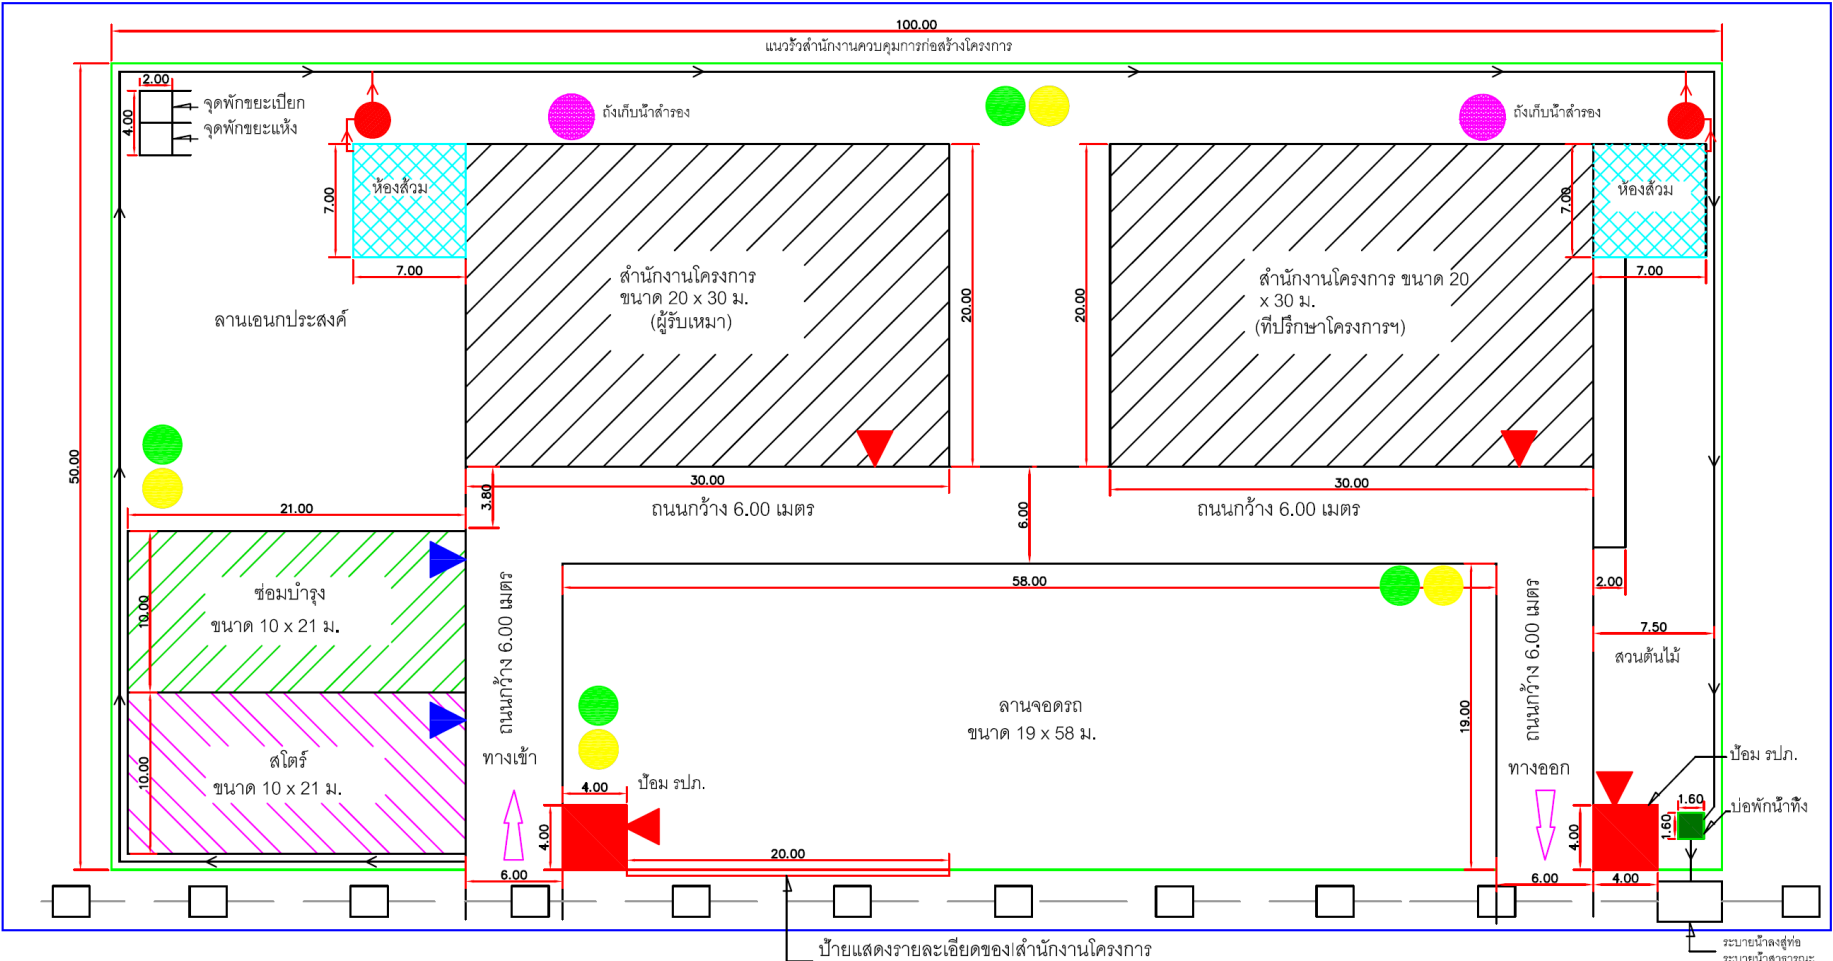 100.00
แนวรั้วสำนักงานควบคุมการก่อสร้างโครงการ
2.00
4.00
จุดพักขยะเปียก
จุดพักขยะแห้ง
ถังเก็บน้ำสำรอง
ถังเก็บน้ำสำรอง
ห้องส้วม
7.00
7.00
ห้องส้วม
7.00
7.00
สำนักงานโครงการ
ขนาด 20 x 30 ม.
(ผู้รับเหมา)
20.00
20.00
สำนักงานโครงการ ขนาด 20
x 30 ม.
(ที่ปรึกษาโครงการฯ)
ลานเอนกประสงค์
50.00
30.00
30.00
3.80
ถนนกว้าง 6.00 เมตร
6.00
ถนนกว้าง 6.00 เมตร
21.00
10.00
ซ่อมบำรุง
ขนาด 10 x 21 ม.
ถนนกว้าง 6.00 เมตร
58.00
ถนนกว้าง 6.00 เมตร
2.00
7.50
สวนต้นไม้
ลานจอดรถ
ขนาด 19 x 58 ม.
19.00
10.00
สโตร์
ขนาด 10 x 21 ม.
ทางเข้า
ทางออก
ป้อม รปภ.
4.00
4.00
ป้อม รปภ.
1.60
1.60
บ่อพักน้ำทิ้ง
4.00
20.00
6.00
6.00
4.00
ป้ายแสดงรายละเอียดของสำนักงานโครงการ
ระบายน้ำลงสู่ท่อ
ระบายน้ำสาธารณะ